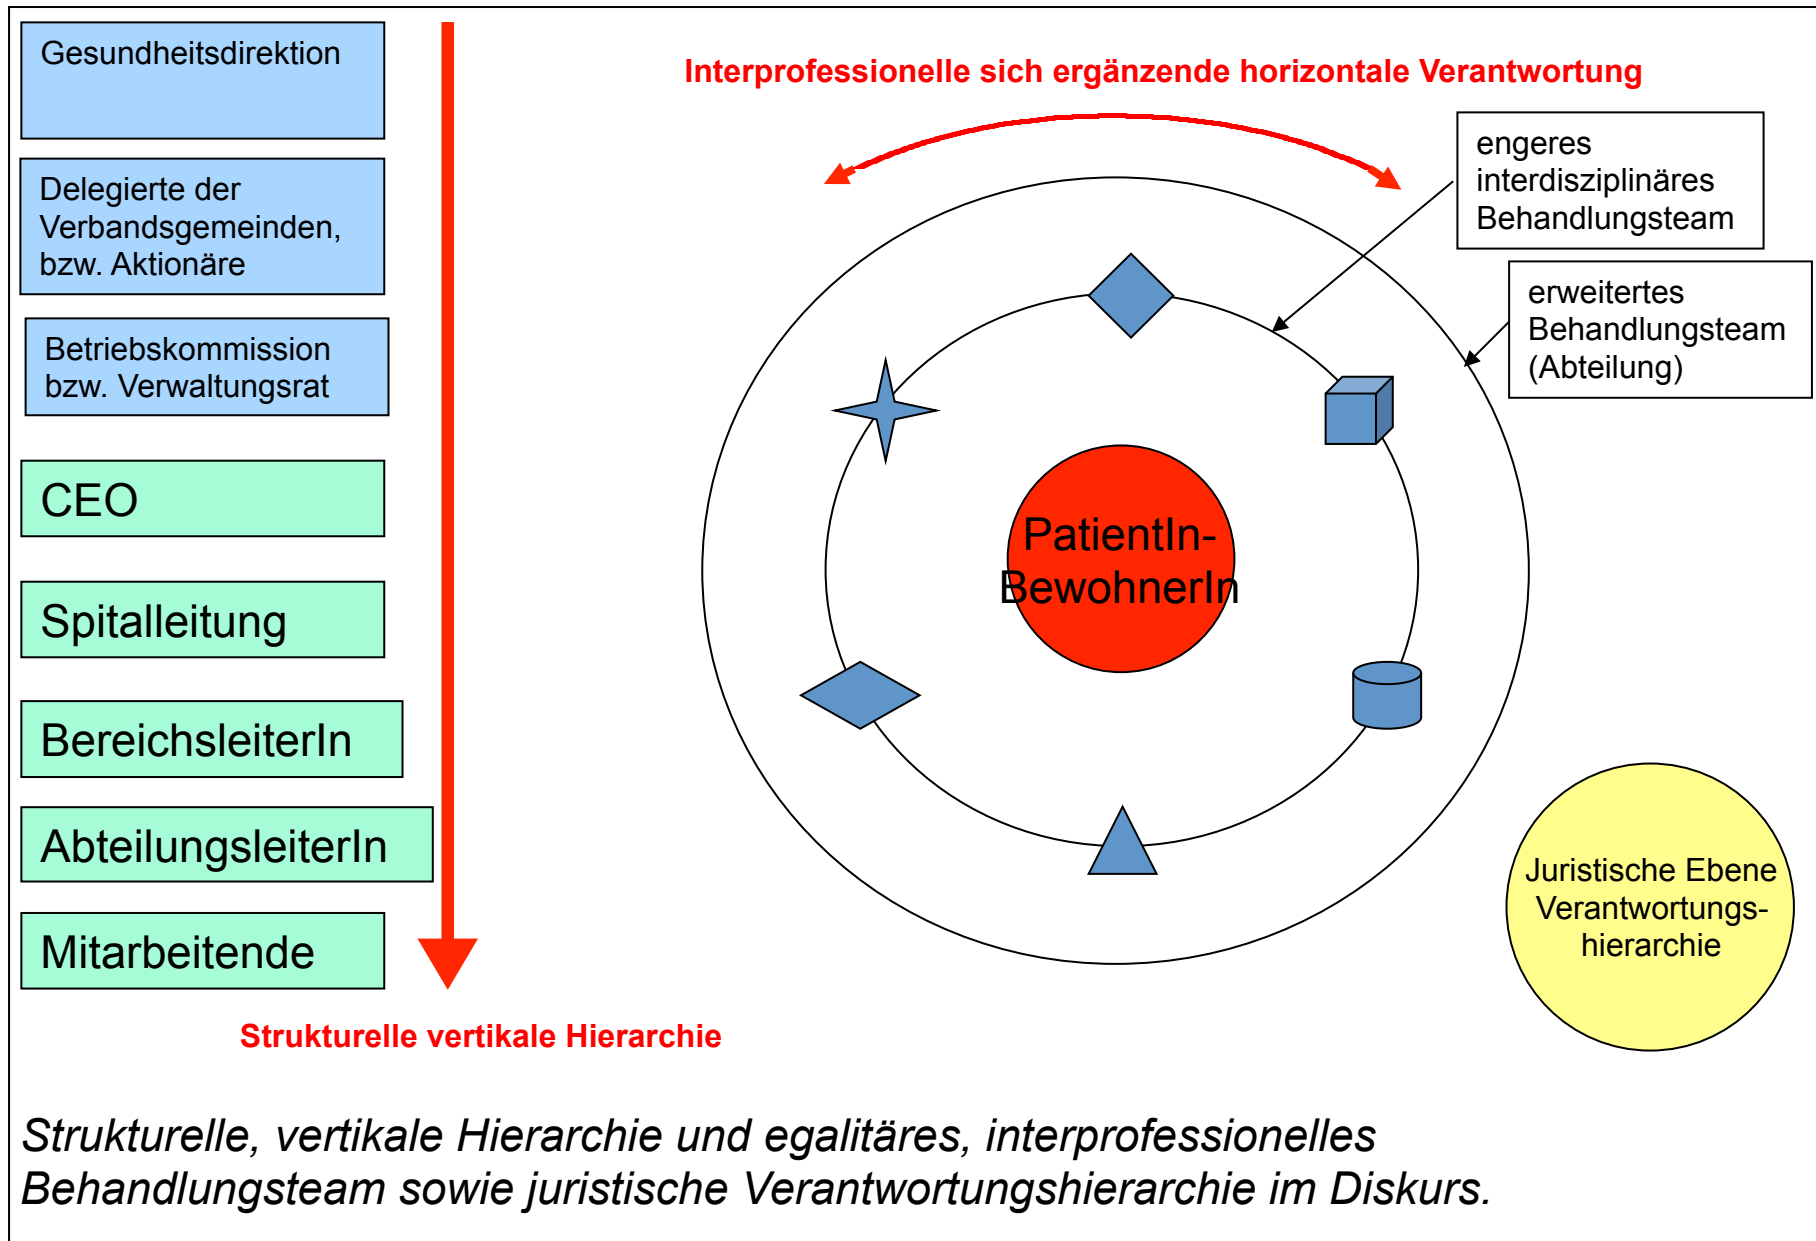 Gesundheitsdirektion
Delegierte der
Verbandsgemeinden,
bzw. Aktionäre
Betriebskommission
bzw. Verwaltungsrat
CEO
Spitalleitung
BereichsleiterIn
AbteilungsleiterIn
Mitarbeitende
Strukturelle vertikale Hierarchie
Interprofessionelle sich ergänzende horizontale Verantwortung
engeres
interdisziplinäres
Behandlungsteam
erweitertes
Behandlungsteam
(Abteilung)
PatientIn-
BewohnerIn
Juristische Ebene
Verantwortungs-
hierarchie
Strukturelle, vertikale Hierarchie und egalitäres, interprofessionelles
Behandlungsteam sowie juristische Verantwortungshierarchie im Diskurs.